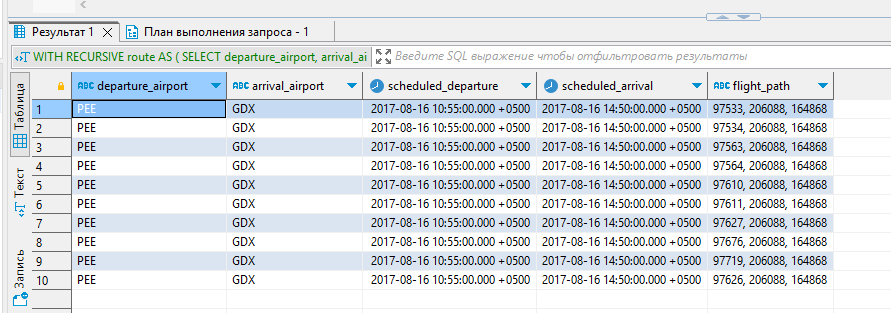 Результат 1 План выполнения запроса - 1
WITH RECURSIVE route AS ( SELECT departure_airport, arrival_ai Введите SQL выражение чтобы отфильтровать результаты
Таблица
Текст
Запись
ABC departure_airport ABC arrival_airport scheduled_departure scheduled_arrival ABC flight_path
1 PEE GDX 2017-08-16 10:55:00.000 +0500 2017-08-16 14:50:00.000 +0500 97533, 206088, 164868
2 PEE GDX 2017-08-16 10:55:00.000 +0500 2017-08-16 14:50:00.000 +0500 97534, 206088, 164868
3 PEE GDX 2017-08-16 10:55:00.000 +0500 2017-08-16 14:50:00.000 +0500 97563, 206088, 164868
4 PEE GDX 2017-08-16 10:55:00.000 +0500 2017-08-16 14:50:00.000 +0500 97564, 206088, 164868
5 PEE GDX 2017-08-16 10:55:00.000 +0500 2017-08-16 14:50:00.000 +0500 97610, 206088, 164868
6 PEE GDX 2017-08-16 10:55:00.000 +0500 2017-08-16 14:50:00.000 +0500 97611, 206088, 164868
7 PEE GDX 2017-08-16 10:55:00.000 +0500 2017-08-16 14:50:00.000 +0500 97627, 206088, 164868
8 PEE GDX 2017-08-16 10:55:00.000 +0500 2017-08-16 14:50:00.000 +0500 97676, 206088, 164868
9 PEE GDX 2017-08-16 10:55:00.000 +0500 2017-08-16 14:50:00.000 +0500 97719, 206088, 164868
10 PEE GDX 2017-08-16 10:55:00.000 +0500 2017-08-16 14:50:00.000 +0500 97626, 206088, 164868